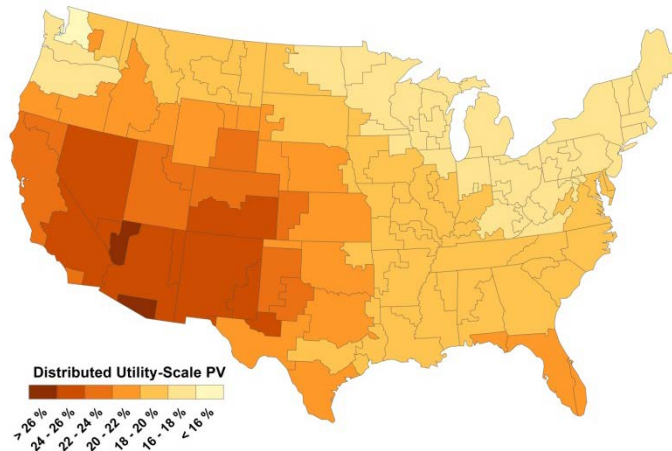 Distributed Utility-Scale PV
> 26 %
24 - 26 %
22 - 24 %
20 - 22 %
18 - 20 %
16 - 18 %
< 16 %